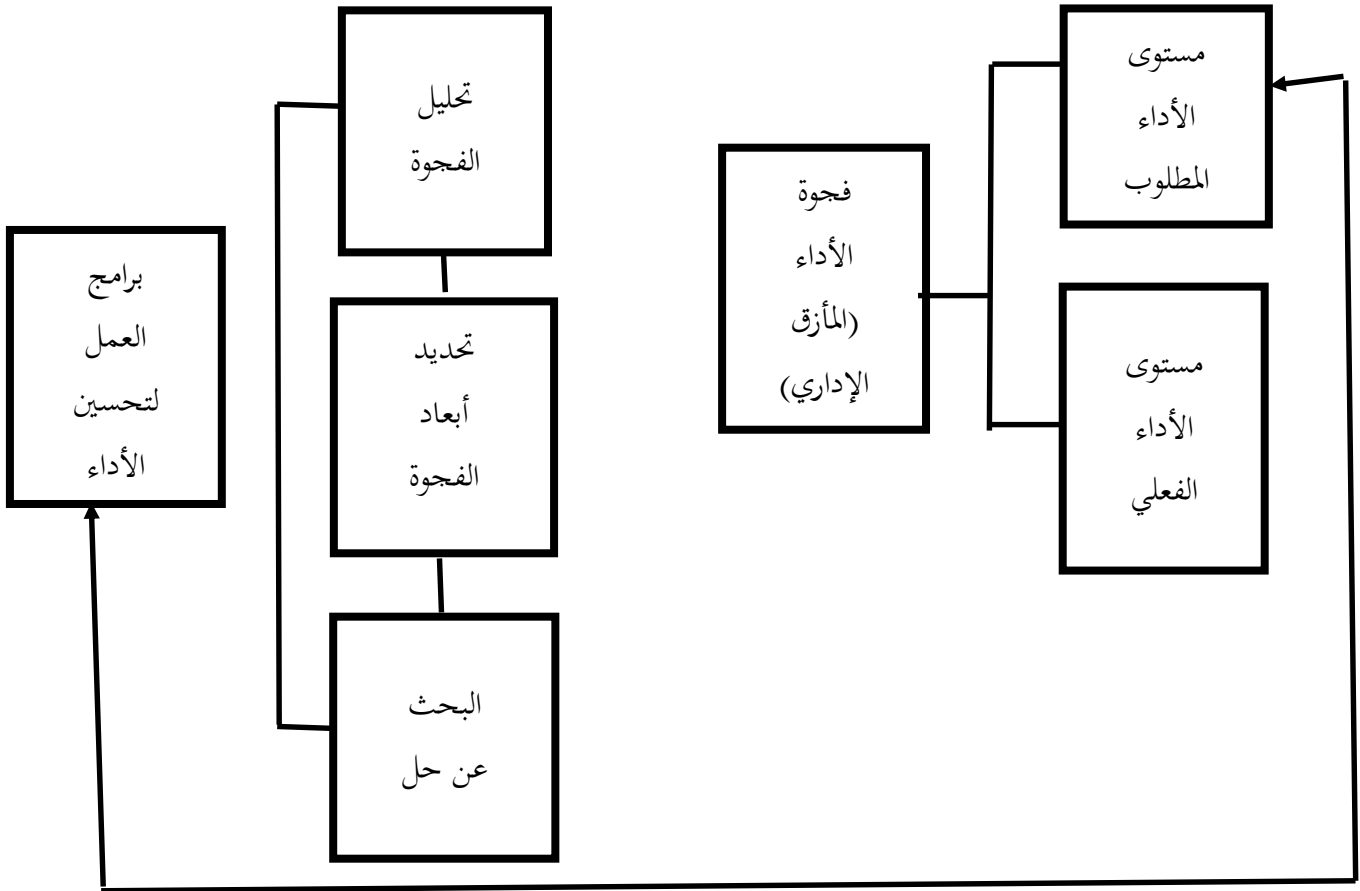 مستوى
الأداء
المطلوب
مستوى
الأداء
الفعلي
فجوة
الأداء
(المأزق
الإداري)
تحليل
الفجوة
تحديد
أبعاد
الفجوة
البحث
عن حل
برامج
العمل
لتحسين
الأداء